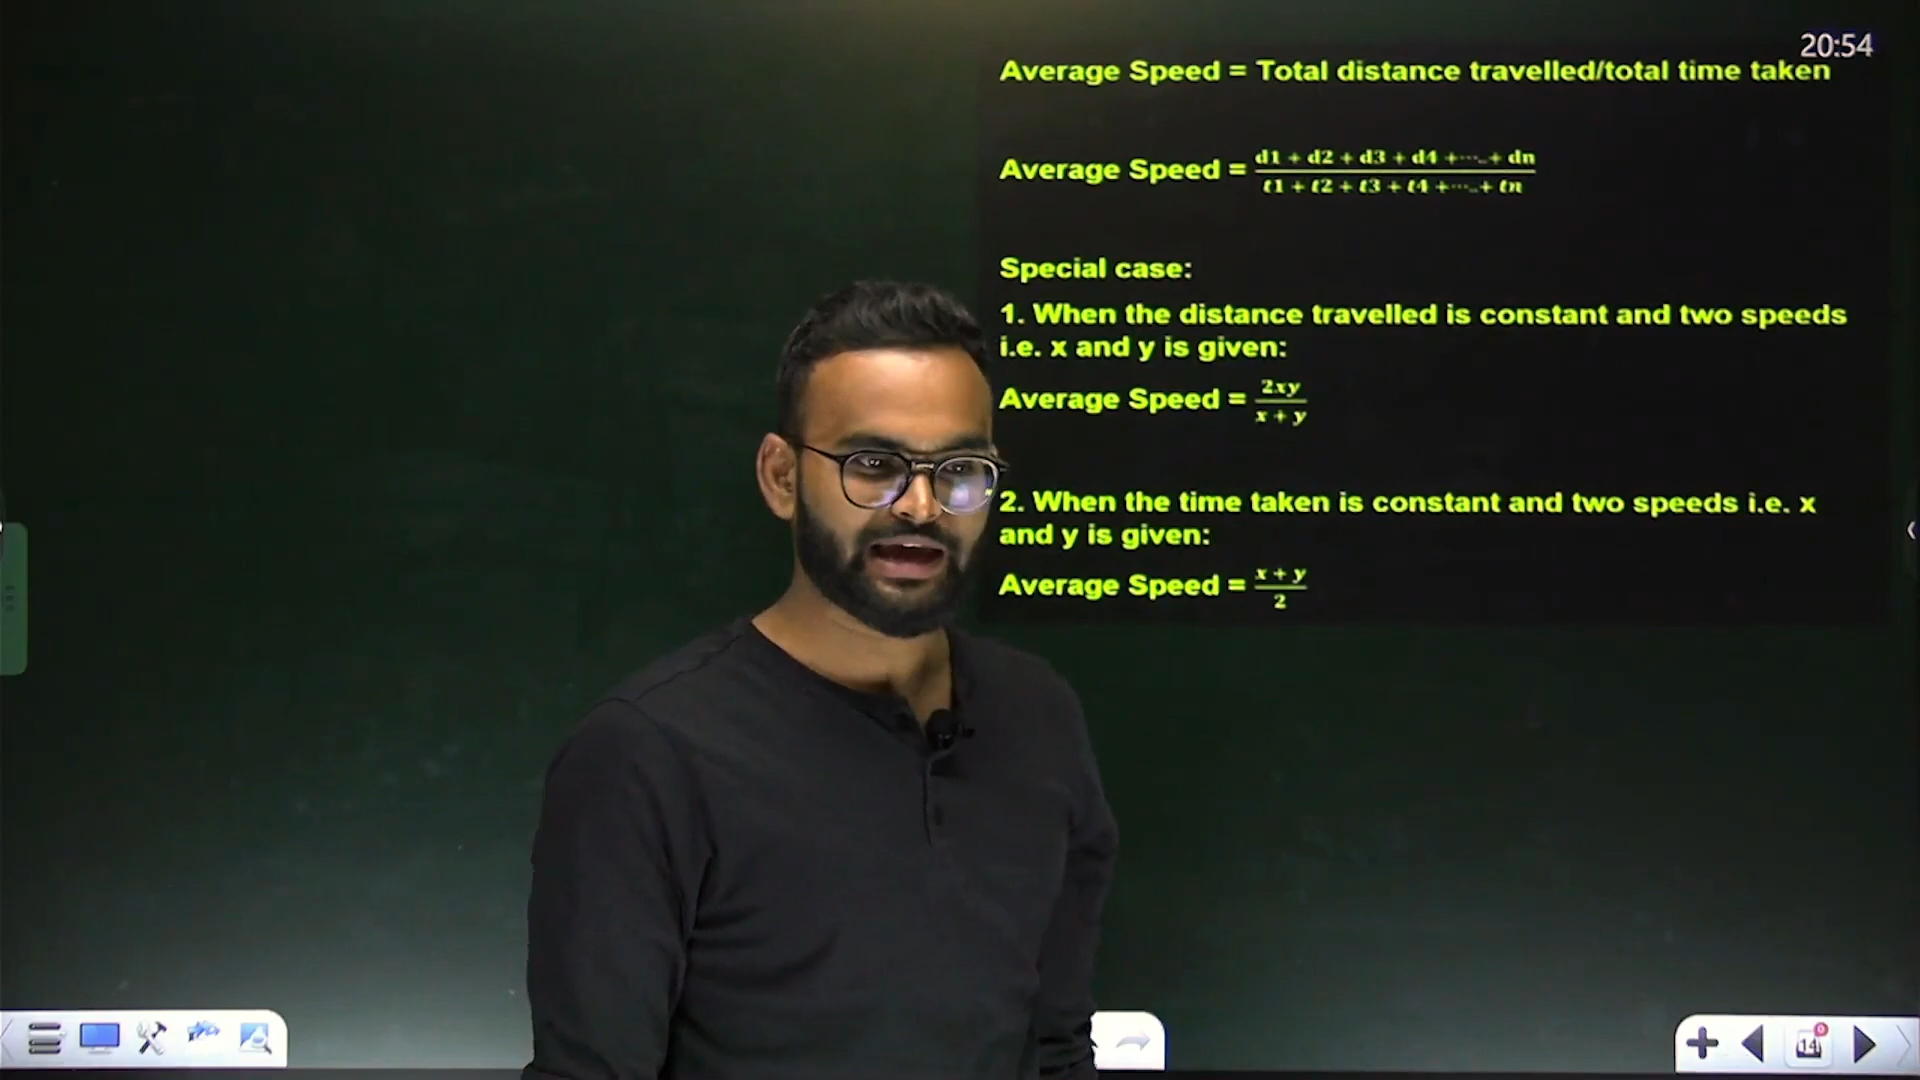 20:54
Average Speed = Total distance travelled/total time taken
Average Speed = d1 + d2 + d3 + d4 +⋯..+ dn / t1 + t2 + t3 + t4 +⋯..+ tn
Special case:
1. When the distance travelled is constant and two speeds
i.e. x and y is given:
Average Speed = 2xy / x + y
2. When the time taken is constant and two speeds i.e. x
and y is given:
Average Speed = x + y / 2
14
0